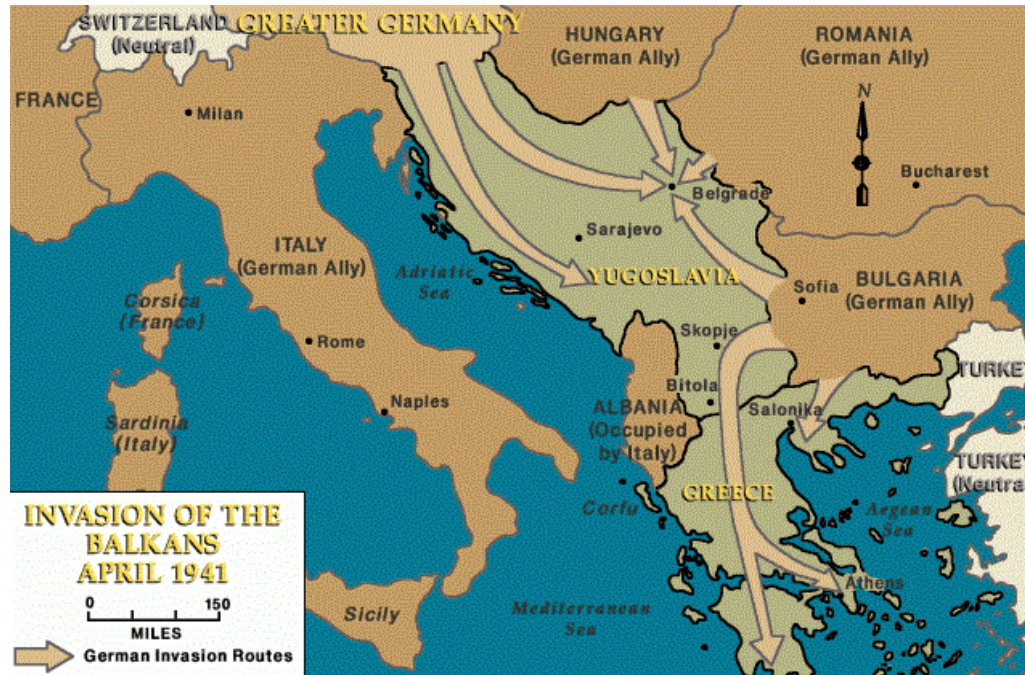 SWITZERLAND
(Neutral)
GREATER GERMANY
HUNGARY
(German Ally)
ROMANIA
(German Ally)
FRANCE
Milan
N
Bucharest
Belgrade
Sarajevo
ITALY
(German Ally)
Adriatic
Sea
YUGOSLAVIA
Sofia
BULGARIA
(German Ally)
Corsica
(France)
Rome
Skopje
TURKEY
Bitola
Naples
ALBANIA
(Occupied
by Italy)
Salonika
Sardinia
(Italy)
TURKEY
(Neutra
GREECE
Corfu
Aegean
Sea
INVASION OF THE
BALKANS
APRIL 1941
0 150
MILES
German Invasion Routes
Sicily
Mediterranean
Sea
Athens